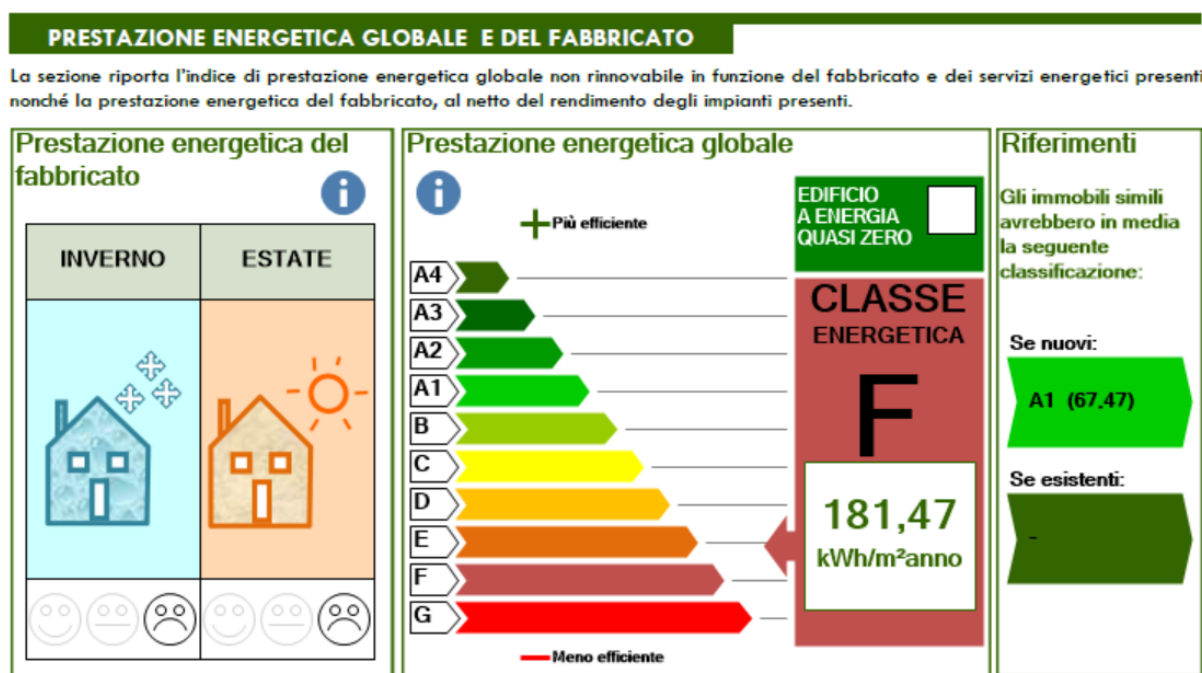 PRESTAZIONE ENERGETICA GLOBALE E DEL FABBRICATO
La sezione riporta l'indice di prestazione energetica globale non rinnovabile in funzione del fabbricato e dei servizi energetici presenti
nonché la prestazione energetica del fabbricato, al netto del rendimento degli impianti presenti.
Prestazione energetica del
fabbricato
i
INVERNO
ESTATE
Prestazione energetica globale
i
+ Più efficiente
A4
A3
A2
A1
B
C
D
E
F
G
Meno efficiente
EDIFICIO
A ENERGIA
QUASI ZERO
CLASSE
ENERGETICA
F
181,47
kWh/m²anno
Riferimenti
Gli immobili simili
avrebbero in media
la seguente
classificazione:
Se nuovi:
A1 (67,47)
Se esistenti:
-